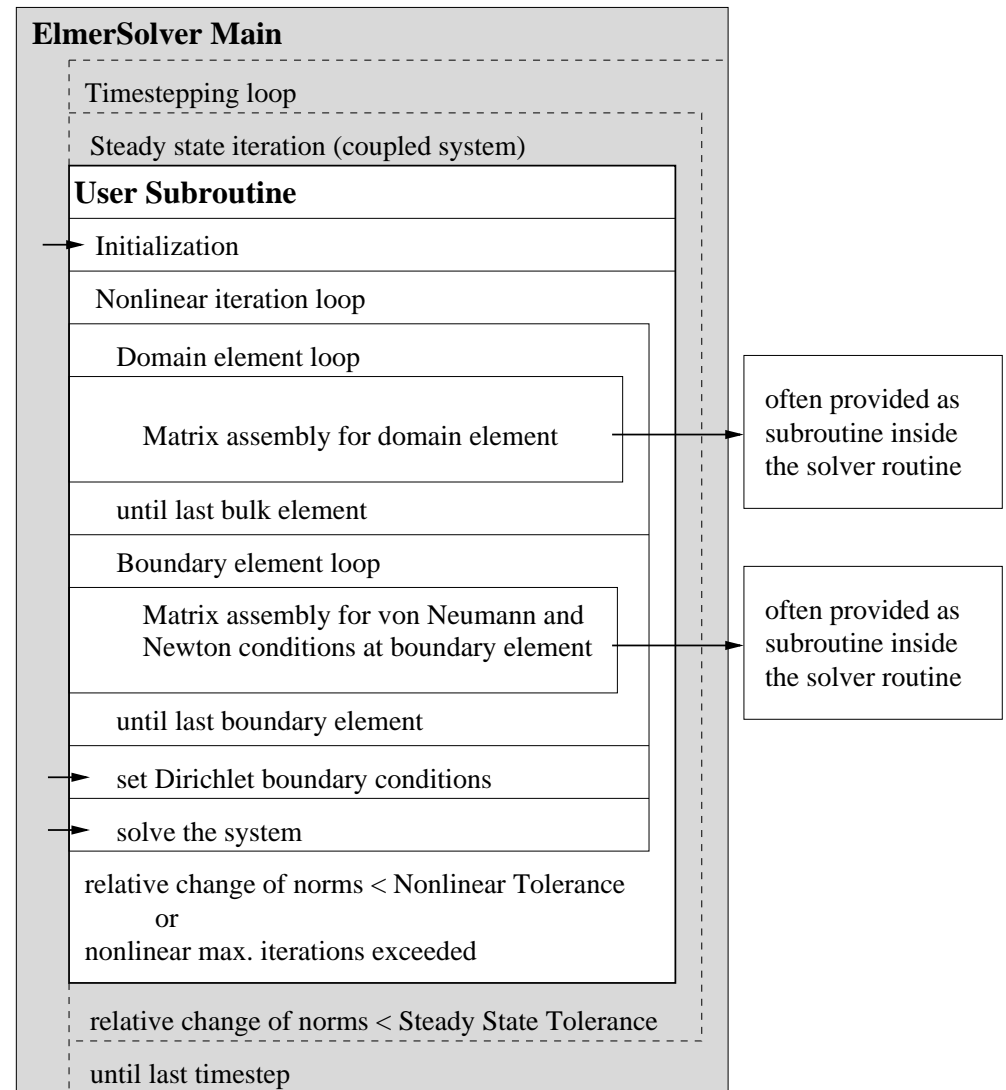 ElmerSolver Main
Timestepping loop
Steady state iteration (coupled system)
User Subroutine
Initialization
Nonlinear iteration loop
Domain element loop
Matrix assembly for domain element
often provided as
subroutine inside
the solver routine
until last bulk element
Boundary element loop
Matrix assembly for von Neumann and
Newton conditions at boundary element
often provided as
subroutine inside
the solver routine
until last boundary element
set Dirichlet boundary conditions
solve the system
relative change of norms < Nonlinear Tolerance
or
nonlinear max. iterations exceeded
relative change of norms < Steady State Tolerance
until last timestep